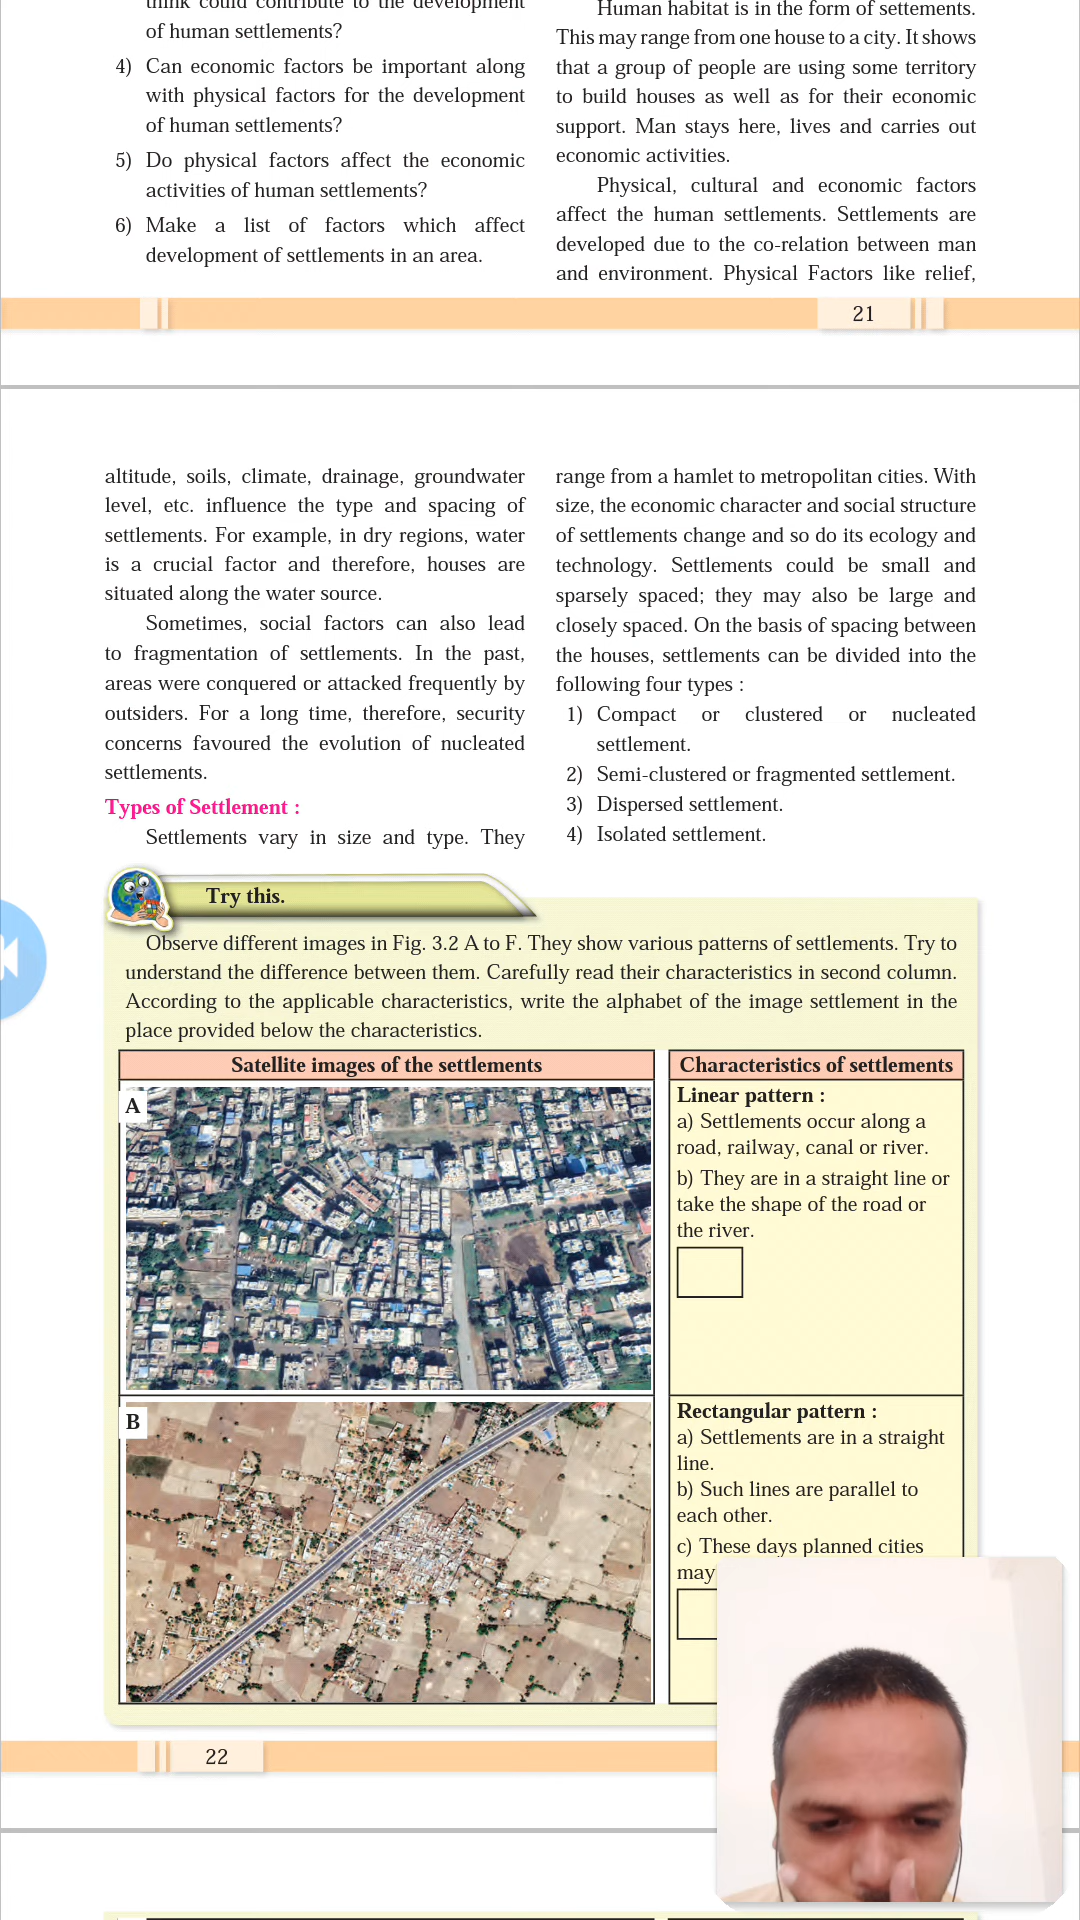 think could contribute to the development
of human settlements?
4) Can economic factors be important along
with physical factors for the development
of human settlements?
5) Do physical factors affect the economic
activities of human settlements?
6) Make a list of factors which affect
development of settlements in an area.
Human habitat is in the form of settements.
This may range from one house to a city. It shows
that a group of people are using some territory
to build houses as well as for their economic
support. Man stays here, lives and carries out
economic activities.
Physical, cultural and economic factors
affect the human settlements. Settlements are
developed due to the co-relation between man
and environment. Physical Factors like relief,
21
altitude, soils, climate, drainage, groundwater
level, etc. influence the type and spacing of
settlements. For example, in dry regions, water
is a crucial factor and therefore, houses are
situated along the water source.
Sometimes, social factors can also lead
to fragmentation of settlements. In the past,
areas were conquered or attacked frequently by
outsiders. For a long time, therefore, security
concerns favoured the evolution of nucleated
settlements.
Types of Settlement :
Settlements vary in size and type. They
range from a hamlet to metropolitan cities. With
size, the economic character and social structure
of settlements change and so do its ecology and
technology. Settlements could be small and
sparsely spaced; they may also be large and
closely spaced. On the basis of spacing between
the houses, settlements can be divided into the
following four types :
1) Compact or clustered or nucleated
settlement.
2) Semi-clustered or fragmented settlement.
3) Dispersed settlement.
4) Isolated settlement.
Try this.
Observe different images in Fig. 3.2 A to F. They show various patterns of settlements. Try to
understand the difference between them. Carefully read their characteristics in second column.
According to the applicable characteristics, write the alphabet of the image settlement in the
place provided below the characteristics.
Satellite images of the settlements
A
B
Characteristics of settlements
Linear pattern :
a) Settlements occur along a
road, railway, canal or river.
b) They are in a straight line or
take the shape of the road or
the river.
Rectangular pattern :
a) Settlements are in a straight
line.
b) Such lines are parallel to
each other.
c) These days planned cities
may
22